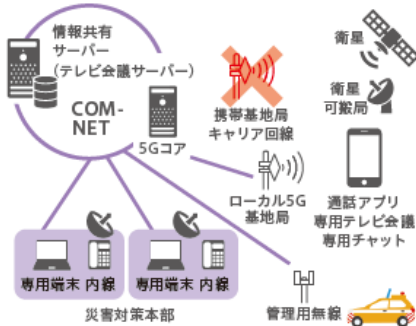 情報共有
サーバー
（テレビ会議サーバー）
COM-
NET
5Gコア
携帯基地局
キャリア回線
ローカル5G
基地局
衛星
衛星
可搬局
通話アプリ
専用テレビ会議
専用チャット
専用端末 内線
専用端末 内線
災害対策本部
管理用無線